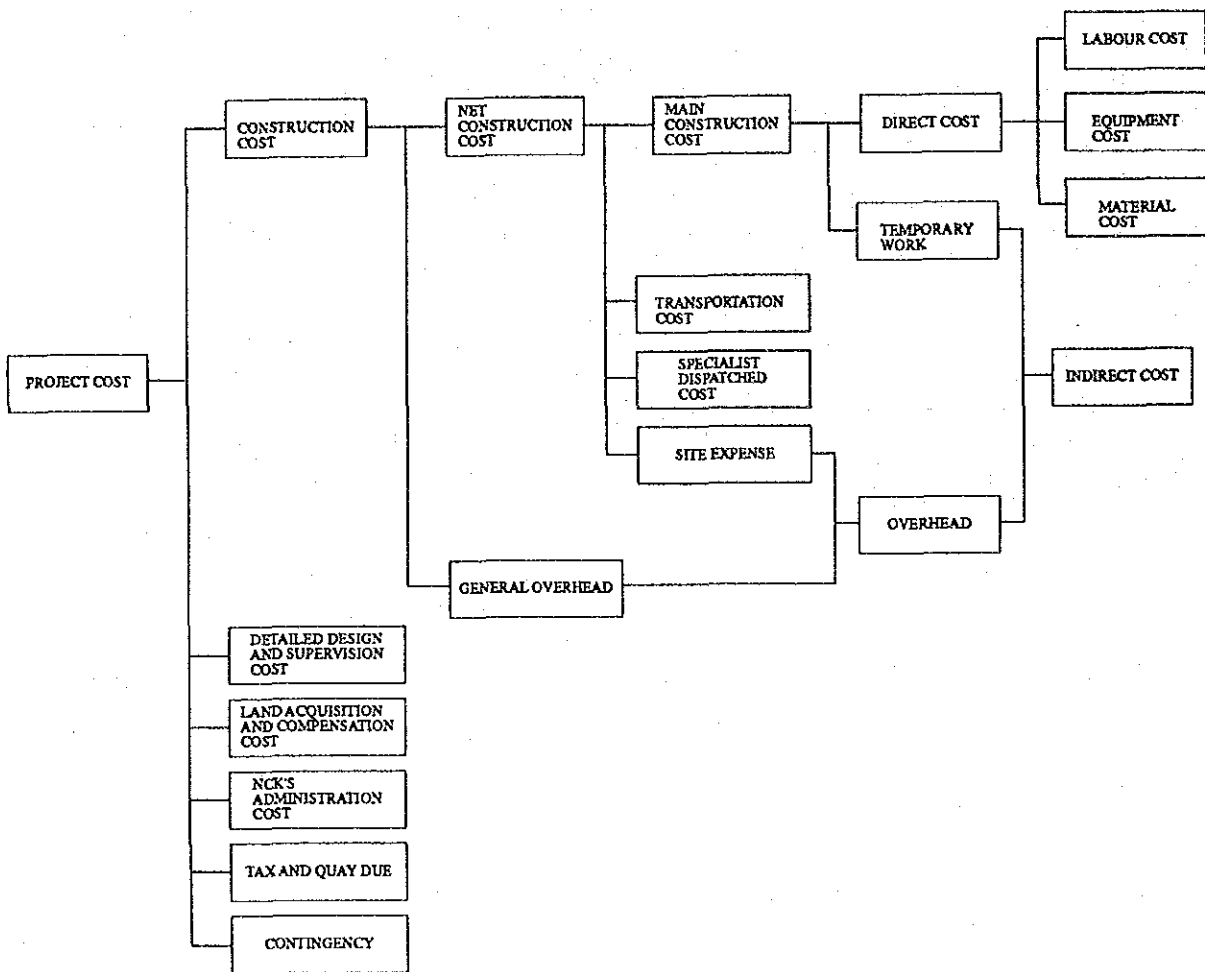 LABOUR COST
CONSTRUCTION
COST
NET
CONSTRUCTION
COST
MAIN
CONSTRUCTION
COST
DIRECT COST
EQUIPMENT
COST
MATERIAL
COST
TEMPORARY
WORK
TRANSPORTATION
COST
PROJECT COST
SPECIALIST
DISPATCHED
COST
INDIRECT COST
SITE EXPENSE
OVERHEAD
GENERAL OVERHEAD
DETAILED DESIGN
AND SUPERVISION
COST
LAND ACQUISITION
AND COMPENSATION
COST
NCK'S
ADMINISTRATION
COST
TAX AND QUAY DUE
CONTINGENCY